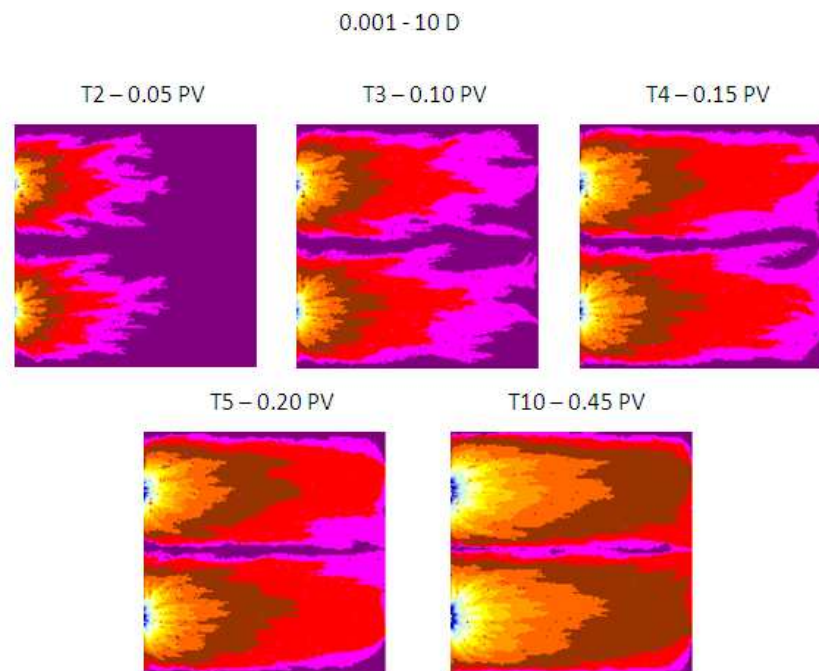 0.001 - 10 D
T2 – 0.05 PV
T3 – 0.10 PV
T4 – 0.15 PV
T5 – 0.20 PV
T10 – 0.45 PV